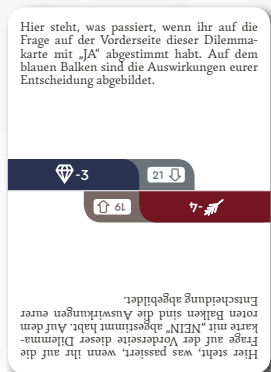 Hier steht, was passiert, wenn ihr auf die
Frage auf der Vorderseite dieser Dilemma-
karte mit „JA“ abgestimmt habt. Auf dem
blauen Balken sind die Auswirkungen eurer
Entscheidung abgebildet.
-3 21
19 -4
Hier steht, was passiert, wenn ihr auf die
Frage auf der Vorderseite dieser Dilemma-
karte mit "NEIN" abgestimmt habt. Auf dem
roten Balken sind die Auswirkungen eurer
Entscheidung abgebildet.